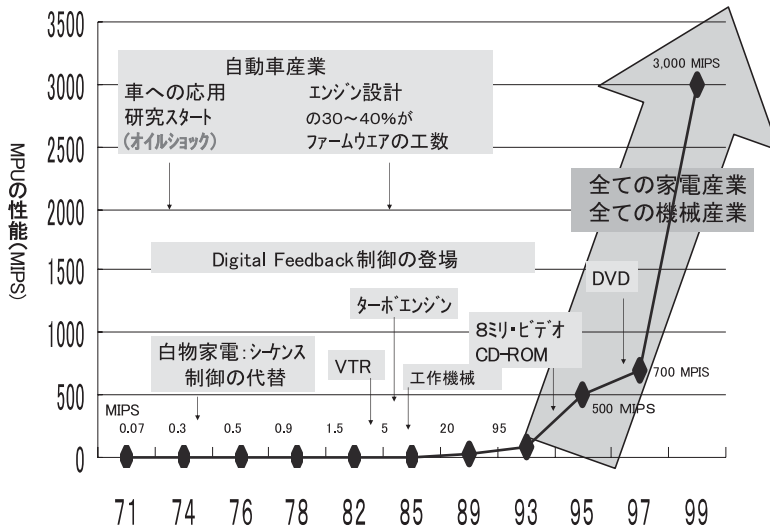 MPUの性能(MIPS)
3500
3000
2500
2000
1500
1000
500
0
自動車産業
車への応用
研究スタート
(オイルショック)
エンジン設計
の30～40%が
ファームウエアの工数
3,000 MIPS
全ての家電産業
全ての機械産業
Digital Feedback制御の登場
ターボエンジン
DVD
8ミリ・ビデオ
CD-ROM
白物家電:シーケンス
制御の代替
VTR
工作機械
700 MPIS
500 MIPS
MIPS
0.07 0.3 0.5 0.9 1.5 5 20 95
71 74 76 78 82 85 89 93 95 97 99